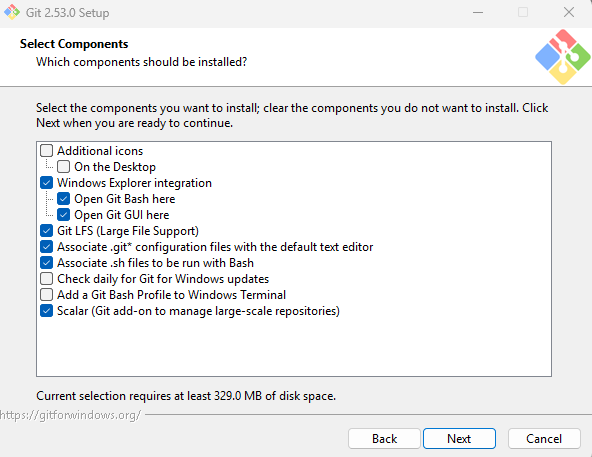 Git 2.53.0 Setup
Select Components
Which components should be installed?
Select the components you want to install; clear the components you do not want to install. Click
Next when you are ready to continue.
Additional icons
On the Desktop
Windows Explorer integration
Open Git Bash here
Open Git GUI here
Git LFS (Large File Support)
Associate .git* configuration files with the default text editor
Associate .sh files to be run with Bash
Check daily for Git for Windows updates
Add a Git Bash Profile to Windows Terminal
Scalar (Git add-on to manage large-scale repositories)
Current selection requires at least 329.0 MB of disk space.
https://gitforwindows.org/
Back Next Cancel